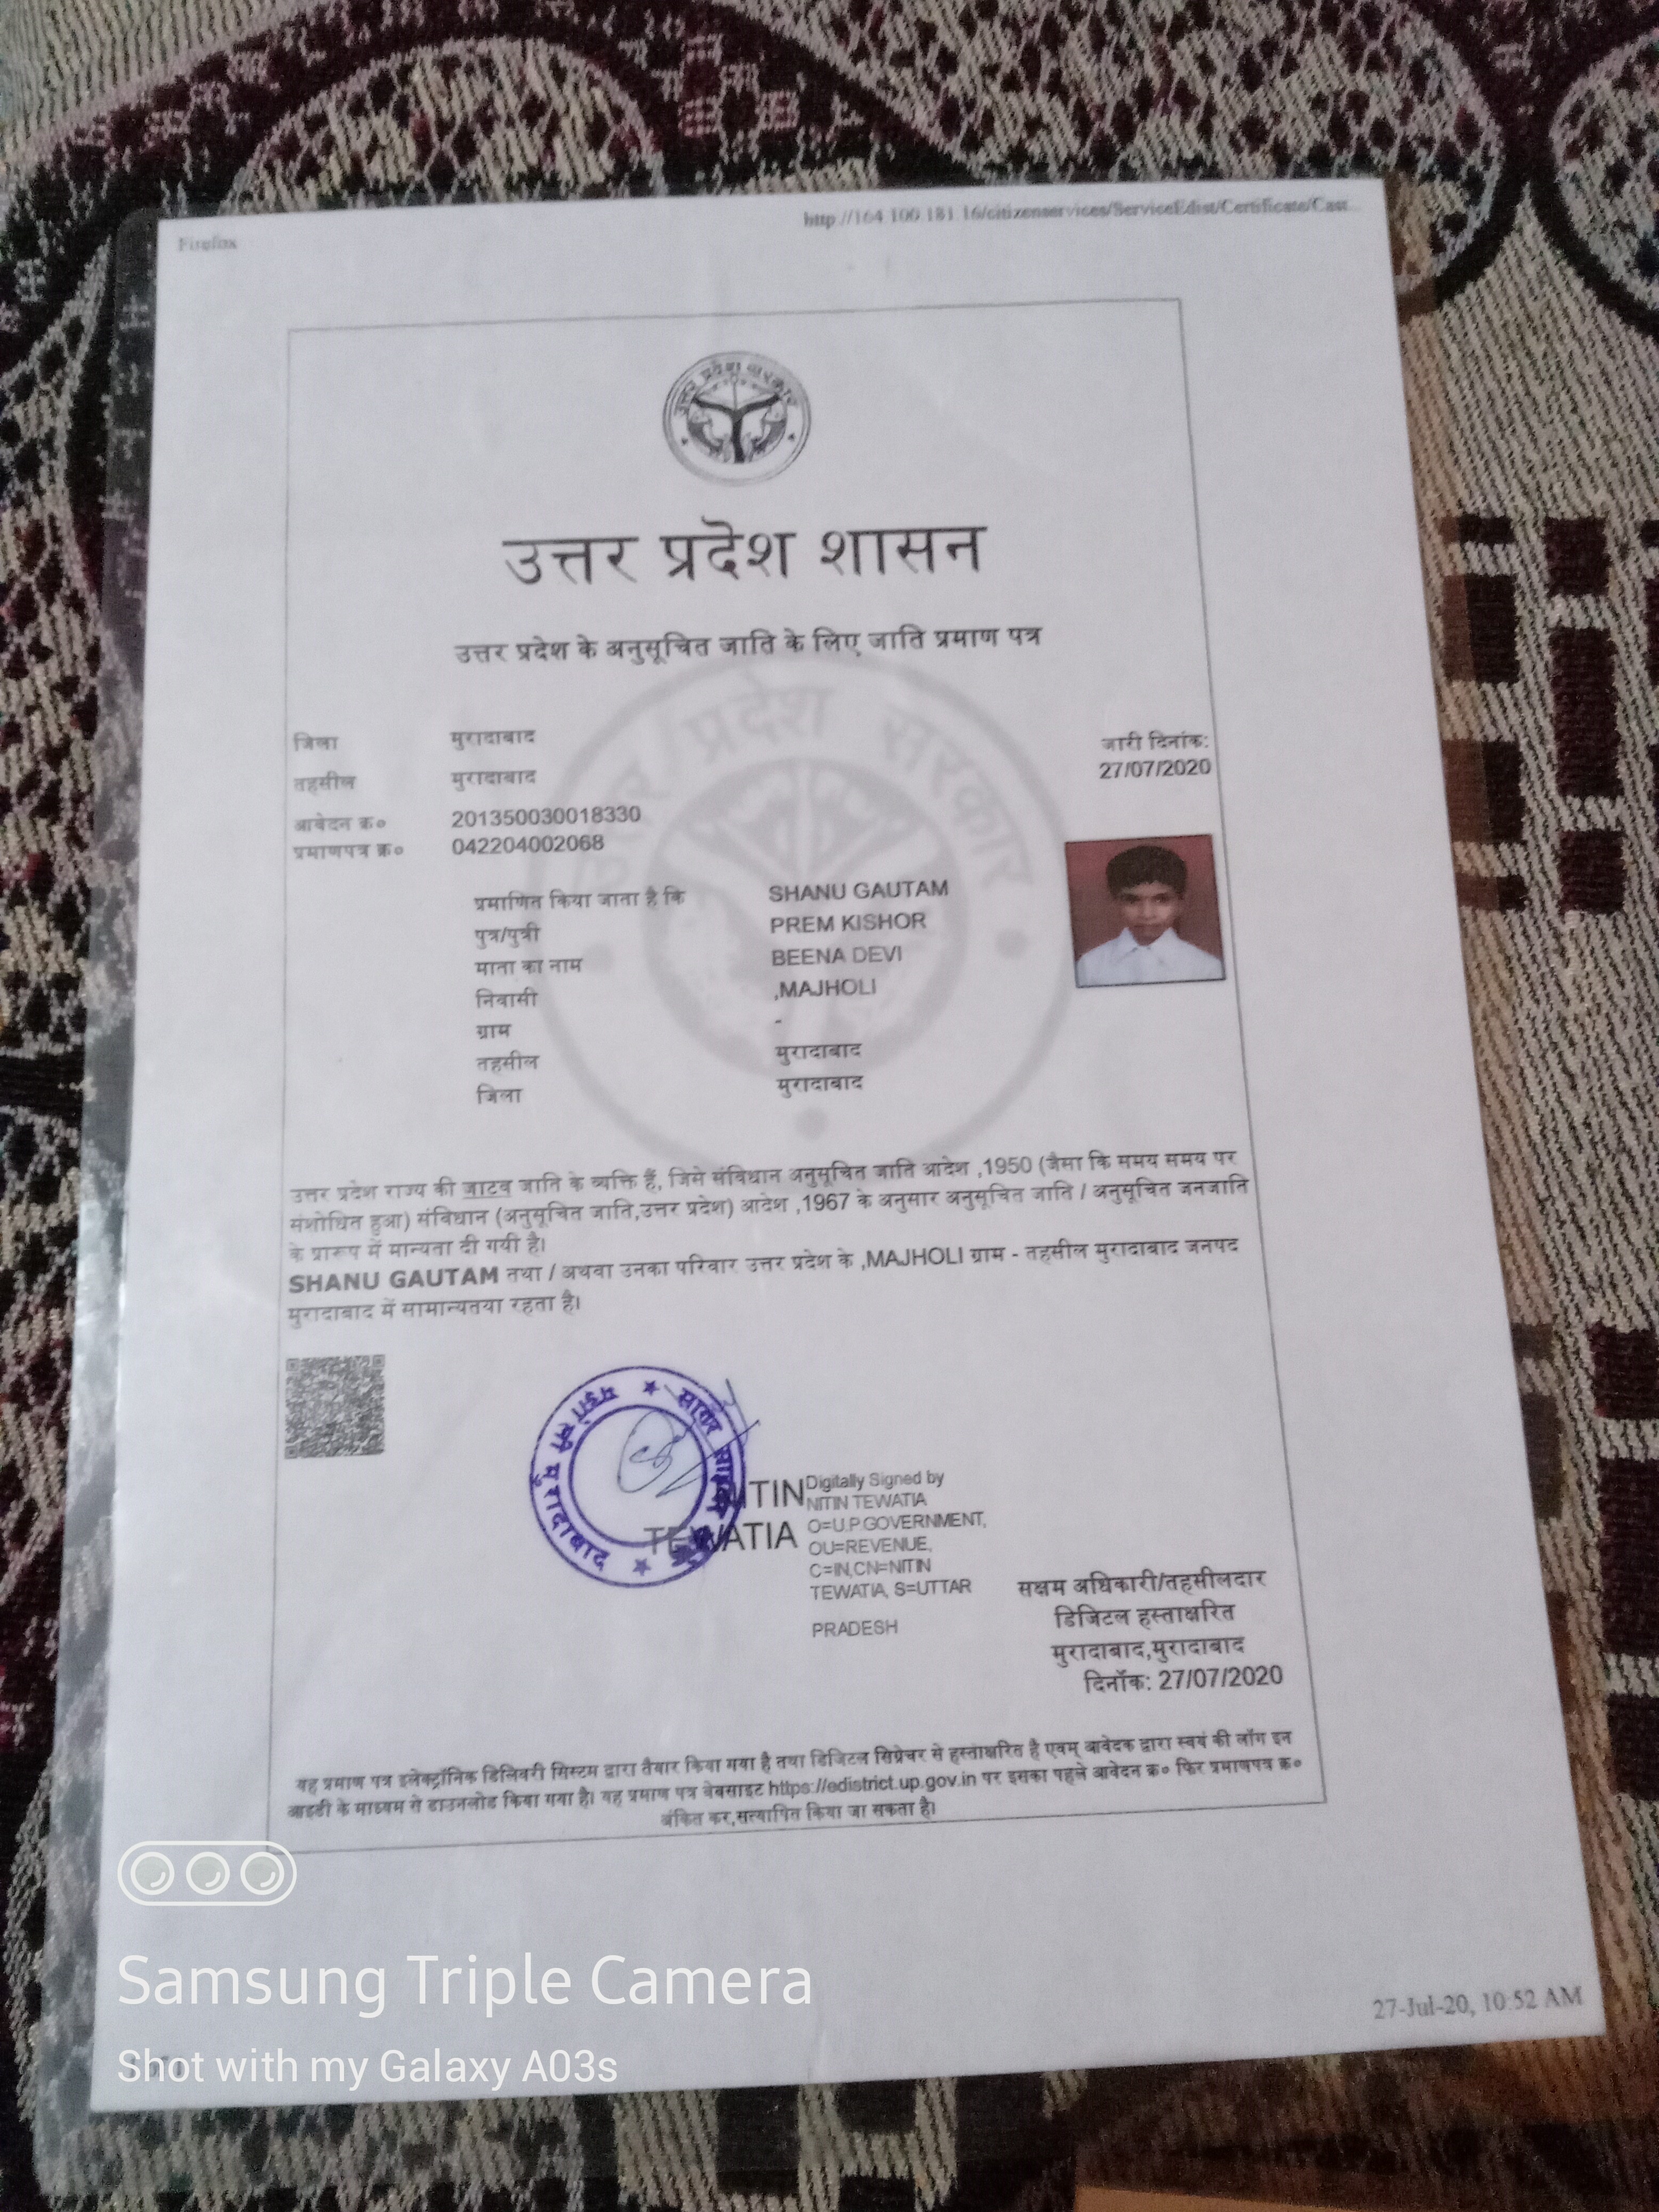 Firefox
http://164.100.181.16/citizenservices/ServiceEdist/Certificate/Cast...
उत्तर प्रदेश सरकार
उत्तर प्रदेश शासन
उत्तर प्रदेश के अनुसूचित जाति के लिए जाति प्रमाण पत्र
जिला मुरादाबाद
जारी दिनांक:
तहसील मुरादाबाद
27/07/2020
आवेदन क्र० 201350030018330
प्रमाणपत्र क्र० 042204002068
प्रमाणित किया जाता है कि SHANU GAUTAM
पुत्र/पुत्री PREM KISHOR
माता का नाम BEENA DEVI
निवासी ,MAJHOLI
ग्राम -
तहसील मुरादाबाद
जिला मुरादाबाद
उत्तर प्रदेश राज्य की जाटव जाति के व्यक्ति हैं, जिसे संविधान अनुसूचित जाति आदेश ,1950 (जैसा कि समय समय पर
संशोधित हुआ) संविधान (अनुसूचित जाति,उत्तर प्रदेश) आदेश ,1967 के अनुसार अनुसूचित जाति / अनुसूचित जनजाति
के प्रारूप में मान्यता दी गयी है।
SHANU GAUTAM तथा / अथवा उनका परिवार उत्तर प्रदेश के ,MAJHOLI ग्राम - तहसील मुरादाबाद जनपद
मुरादाबाद में सामान्यतया रहता है।
मुरादाबाद
NITIN
TEWATIA
Digitally Signed by
NITIN TEWATIA
O=U.P.GOVERNMENT,
OU=REVENUE,
C=IN,CN=NITIN
TEWATIA, S=UTTAR
PRADESH
सक्षम अधिकारी/तहसीलदार
डिजिटल हस्ताक्षरित
मुरादाबाद,मुरादाबाद
दिनॉक: 27/07/2020
यह प्रमाण पत्र इलेक्ट्रॉनिक डिलिवरी सिस्टम द्वारा तैयार किया गया है तथा डिजिटल सिग्नेचर से हस्ताक्षरित है एवम् आवेदक द्वारा स्वयं की लॉग इन
आइडी के माध्यम से डाउनलोड किया गया है। यह प्रमाण पत्र वेबसाइट https://edistrict.up.gov.in पर इसका पहले आवेदन क्र० फिर प्रमाणपत्र क्र०
अंकित कर,सत्यापित किया जा सकता है।
27-Jul-20, 10:52 AM
Samsung Triple Camera
Shot with my Galaxy A03s